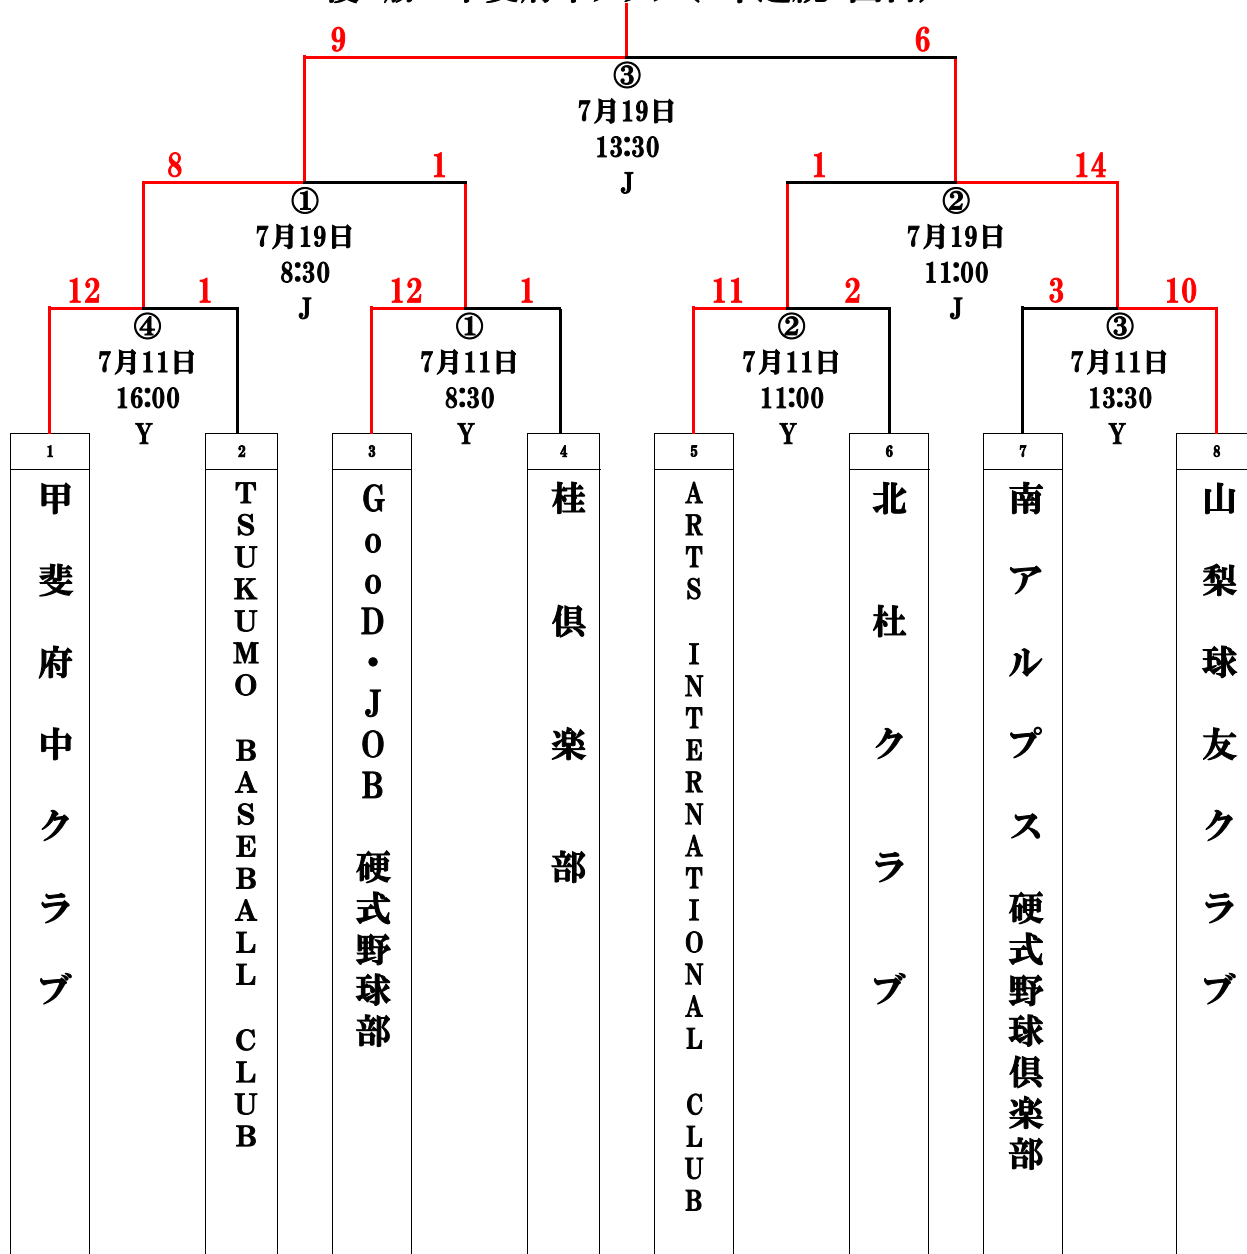 9 6
③
7月19日
13:30
J
8 1 1 14
① ②
7月19日 7月19日
8:30 11:00
J J
12 1 12 1 11 2 3 10
④ ① ② ③
7月11日 7月11日 7月11日 7月11日
16:00 8:30 11:00 13:30
Y Y Y Y
1 2 3 4 5 6 7 8
甲斐府中クラブ
TSUKUMO BASEBALL CLUB
GooD・JOB 硬式野球部
桂倶楽部
ARTS INTERNATIONAL CLUB
北杜クラブ
南アルプス硬式野球倶楽部
山梨球友クラブ